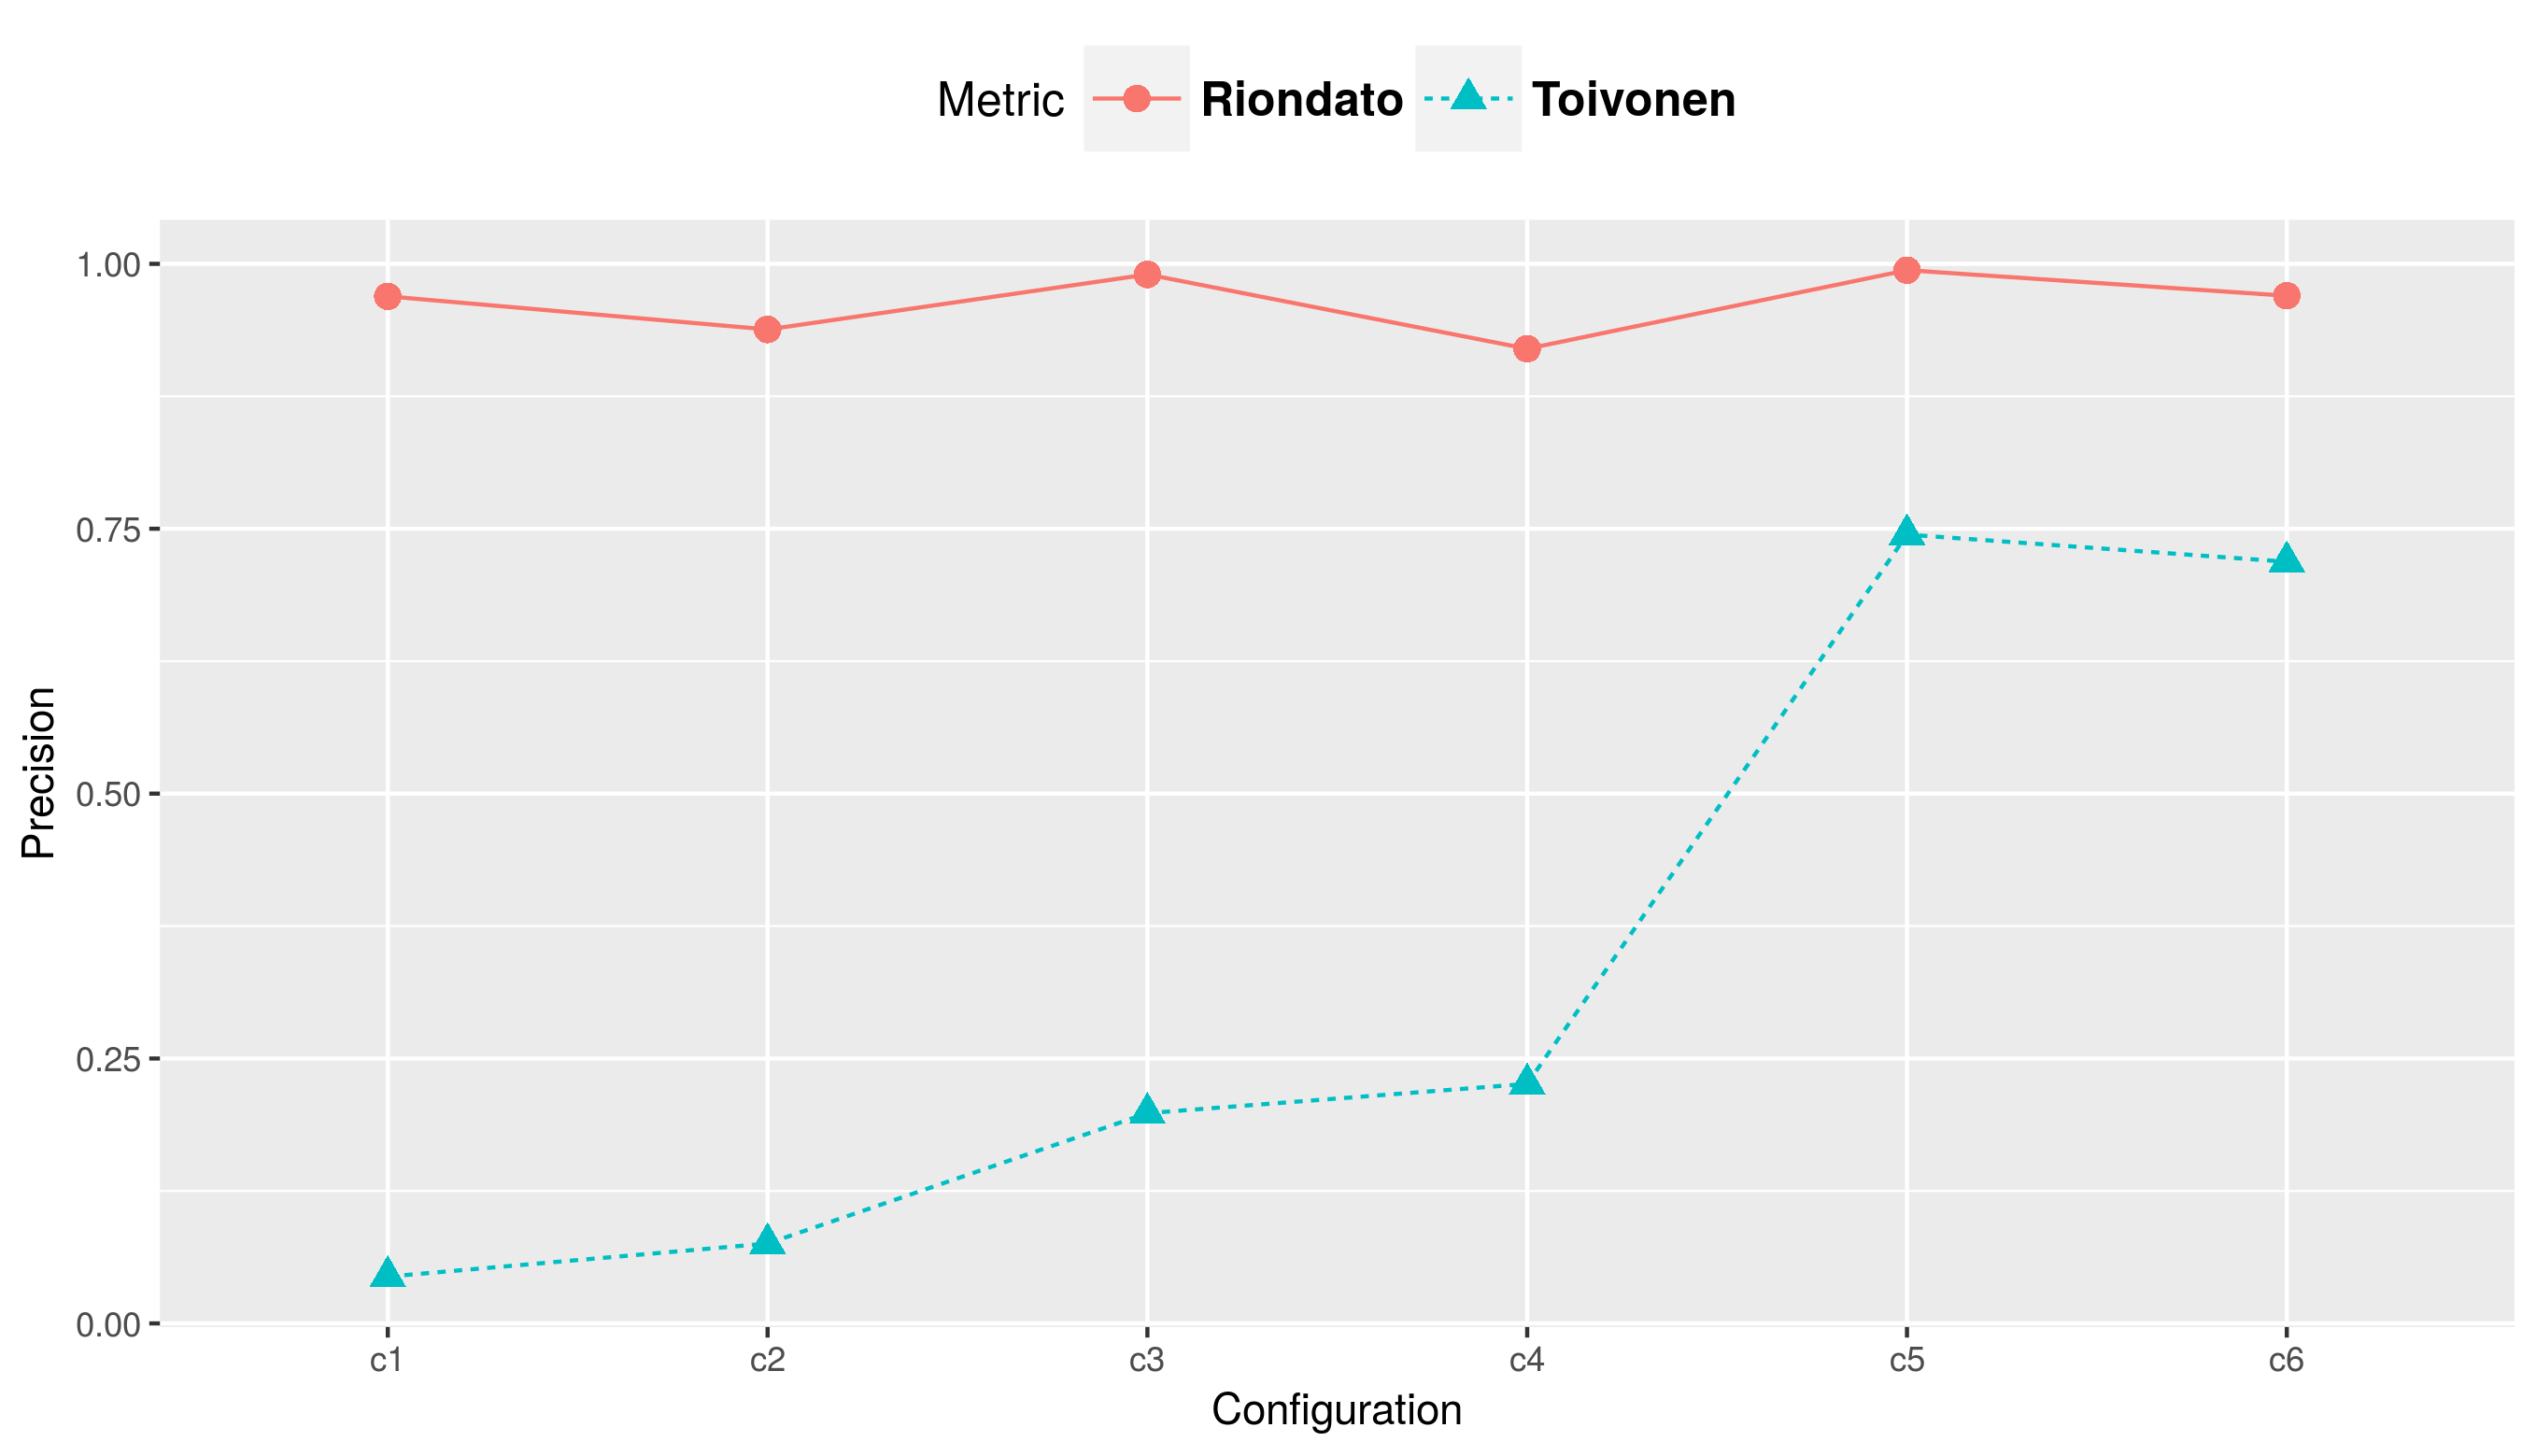 Metric Riondato Toivonen
1.00
0.75
0.50
0.25
0.00
Precision
c1 c2 c3 c4 c5 c6
Configuration